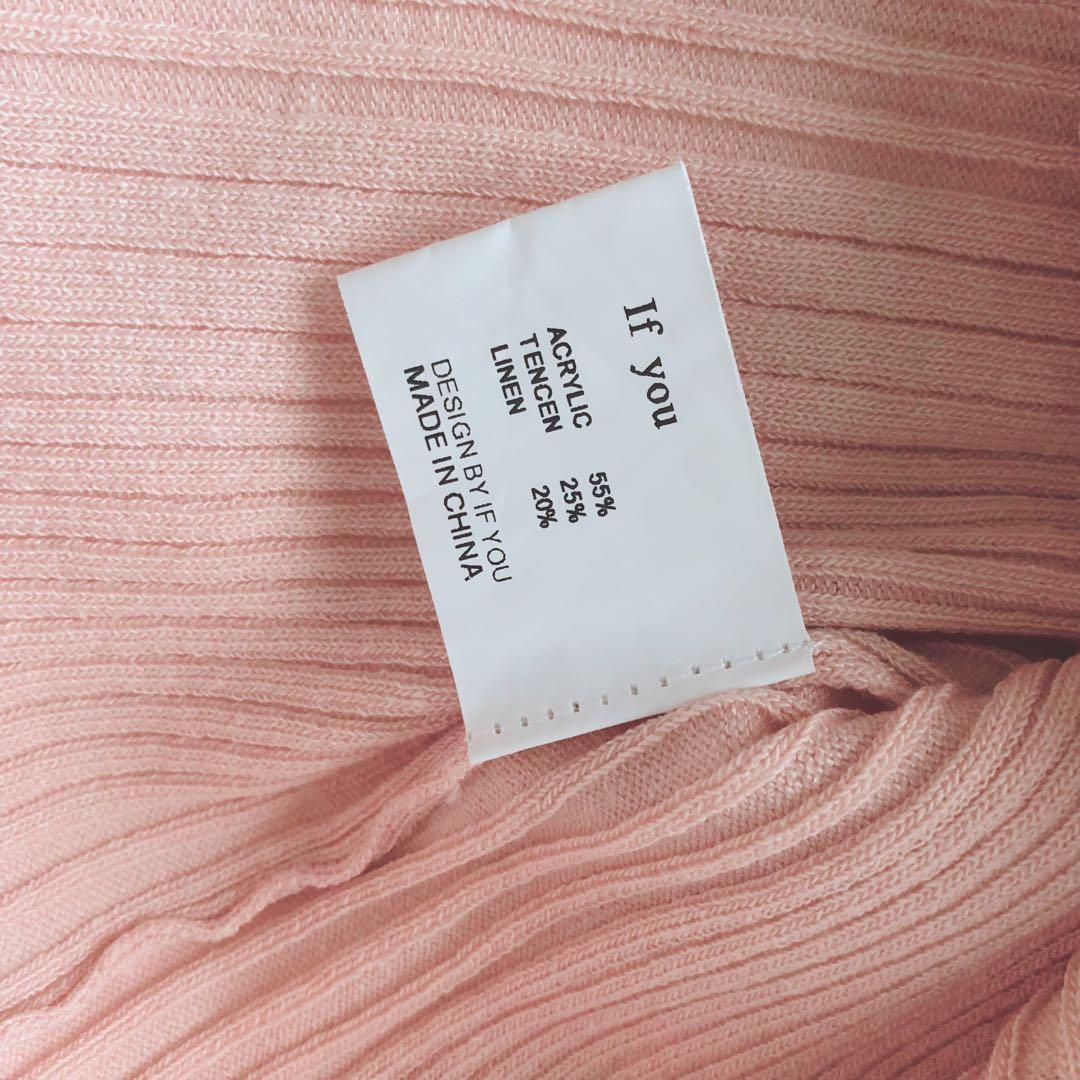 If you
ACRYLIC 55%
TENCEN 25%
LINEN 20%
DESIGN BY IF YOU
MADE IN CHINA